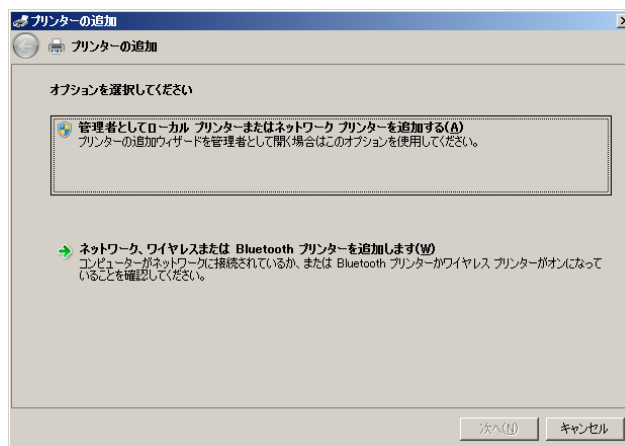 プリンターの追加
プリンターの追加
オプションを選択してください
管理者としてローカル プリンターまたはネットワーク プリンターを追加する(A)
プリンターの追加ウィザードを管理者として開く場合はこのオプションを使用してください。
ネットワーク、ワイヤレスまたは Bluetooth プリンターを追加します(W)
コンピューターがネットワークに接続されているか、または Bluetooth プリンターかワイヤレス プリンターがオンになって
いることを確認してください。
次へ(N)
キャンセル